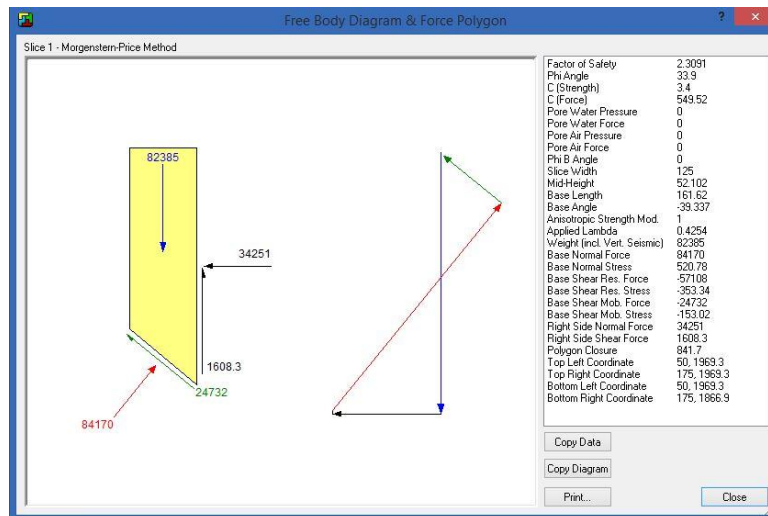 Free Body Diagram & Force Polygon
? ×
Slice 1 - Morgenstern-Price Method
82385
34251
1608.3
24732
84170
Factor of Safety 2.3091
Phi Angle 33.9
C (Strength) 3.4
C (Force) 549.52
Pore Water Pressure 0
Pore Water Force 0
Pore Air Pressure 0
Pore Air Force 0
Phi B Angle 0
Slice Width 125
Mid-Height 52.102
Base Length 161.62
Base Angle -39.337
Anisotropic Strength Mod. 1
Applied Lambda 0.4254
Weight (incl. Vert. Seismic) 82385
Base Normal Force 84170
Base Normal Stress 520.78
Base Shear Res. Force -57108
Base Shear Res. Stress -353.34
Base Shear Mob. Force -24732
Base Shear Mob. Stress -153.02
Right Side Normal Force 34251
Right Side Shear Force 1608.3
Polygon Closure 841.7
Top Left Coordinate 50, 1969.3
Top Right Coordinate 175, 1969.3
Bottom Left Coordinate 50, 1969.3
Bottom Right Coordinate 175, 1866.9
Copy Data
Copy Diagram
Print... Close